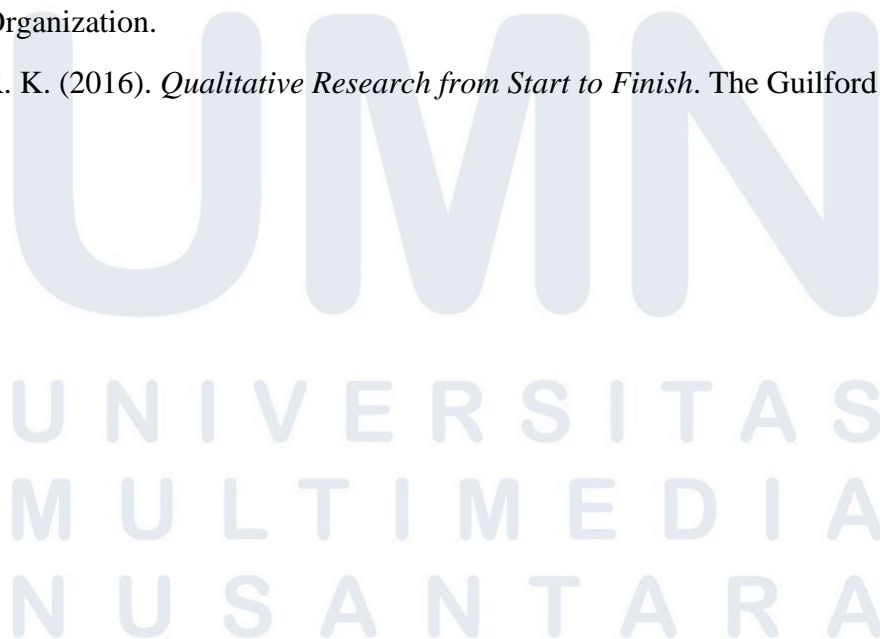 Organization.
R. K. (2016). Qualitative Research from Start to Finish. The Guilford
UMN
UNIVERSITAS
MULTIMEDIA
NUSANTARA